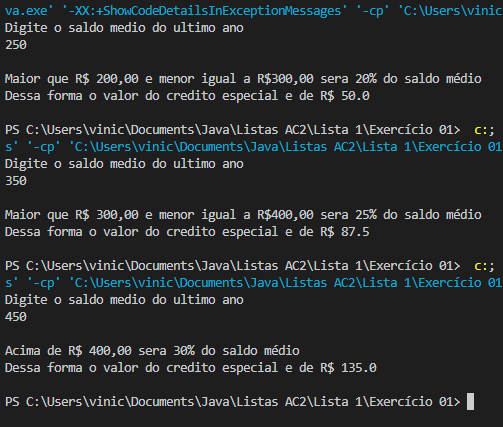 va.exe' '-XX:+ShowCodeDetailsInExceptionMessages' '-cp' 'C:\Users\vinic
Digite o saldo medio do ultimo ano
250
Maior que R$ 200,00 e menor igual a R$300,00 sera 20% do saldo médio
Dessa forma o valor do credito especial e de R$ 50.0
PS C:\Users\vinic\Documents\Java\Listas AC2\Lista 1\Exercício 01>  c:;
s' '-cp' 'C:\Users\vinic\Documents\Java\Listas AC2\Lista 1\Exercício 01
Digite o saldo medio do ultimo ano
350
Maior que R$ 300,00 e menor igual a R$400,00 sera 25% do saldo médio
Dessa forma o valor do credito especial e de R$ 87.5
PS C:\Users\vinic\Documents\Java\Listas AC2\Lista 1\Exercício 01>  c:;
s' '-cp' 'C:\Users\vinic\Documents\Java\Listas AC2\Lista 1\Exercício 01
Digite o saldo medio do ultimo ano
450
Acima de R$ 400,00 sera 30% do saldo médio
Dessa forma o valor do credito especial e de R$ 135.0
PS C:\Users\vinic\Documents\Java\Listas AC2\Lista 1\Exercício 01>